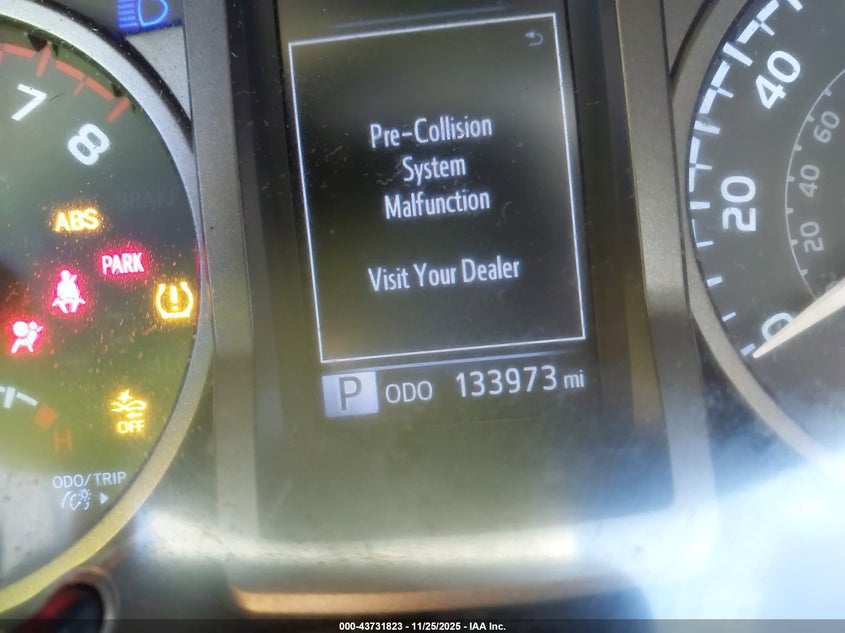 7
8
BRAKE
ABS
PARK
OFF
H
ODO/TRIP
Pre-Collision
System
Malfunction
Visit Your Dealer
P ODO 133973 mi
40
20
0
60
40
20
000-43731823 - 11/25/2025 - IAA Inc.